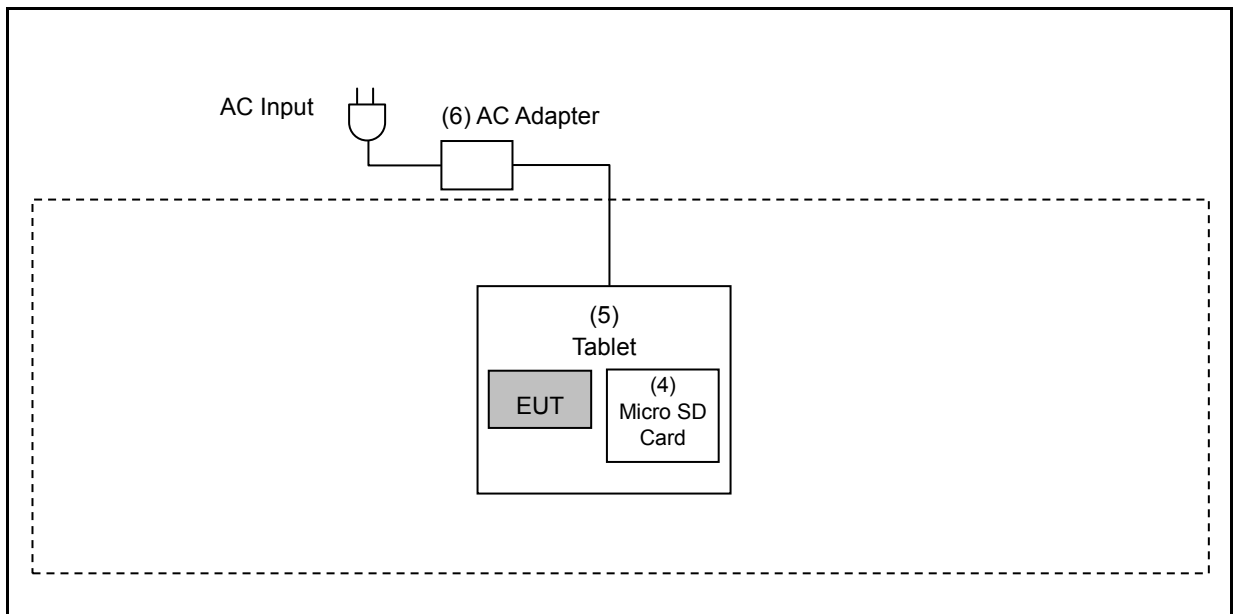 AC Input
(6) AC Adapter
(5)
Tablet
EUT
(4)
Micro SD
Card